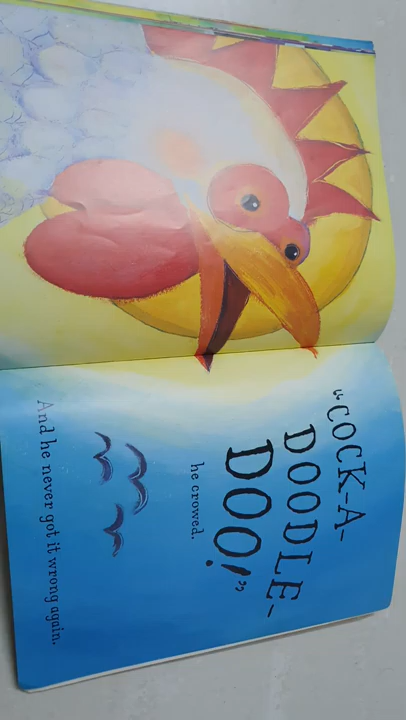 "COCK-A-
DOODLE-
DOO!"
he crowed.
And he never got it wrong again.